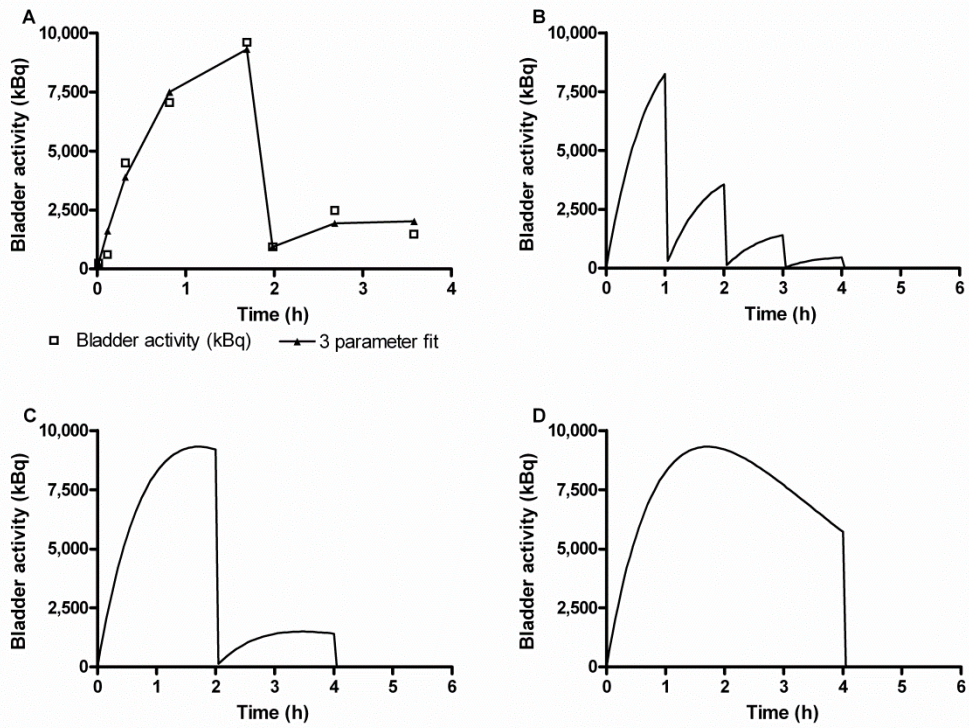 A
Bladder activity (kBq)
10,000
7,500
5,000
2,500
0
0 1 2 3 4
Time (h)
Bladder activity (kBq) 3 parameter fit
B
Bladder activity (kBq)
10,000
7,500
5,000
2,500
0
0 1 2 3 4 5 6
Time (h)
C
Bladder activity (kBq)
10,000
7,500
5,000
2,500
0
0 1 2 3 4 5 6
Time (h)
D
Bladder activity (kBq)
10,000
7,500
5,000
2,500
0
0 1 2 3 4 5 6
Time (h)